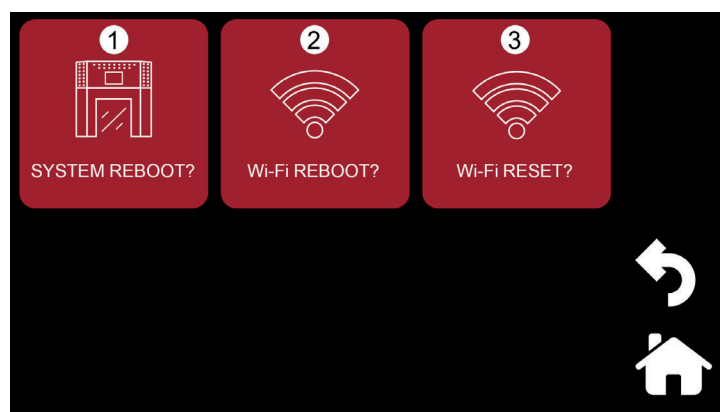 1
2
3
SYSTEM REBOOT?
Wi-Fi REBOOT?
Wi-Fi RESET?